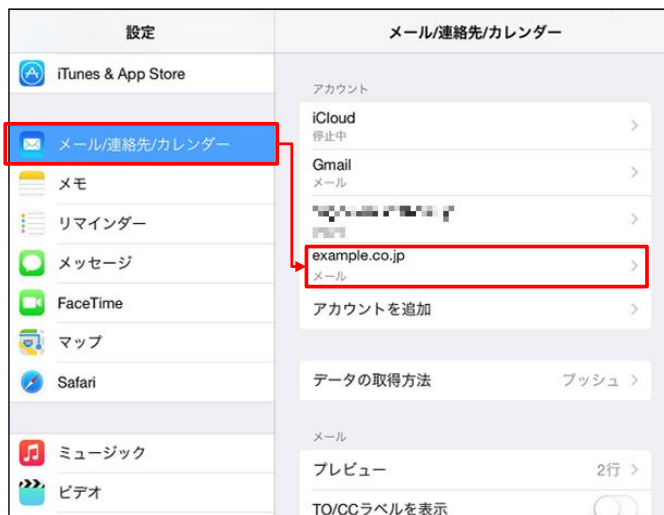 設定
iTunes & App Store
メール/連絡先/カレンダー
メモ
リマインダー
メッセージ
FaceTime
マップ
Safari
ミュージック
ビデオ
メール/連絡先/カレンダー
アカウント
iCloud
停止中
Gmail
メール
example.co.jp
メール
アカウントを追加
データの取得方法 プッシュ
メール
プレビュー 2行
TO/CCラベルを表示